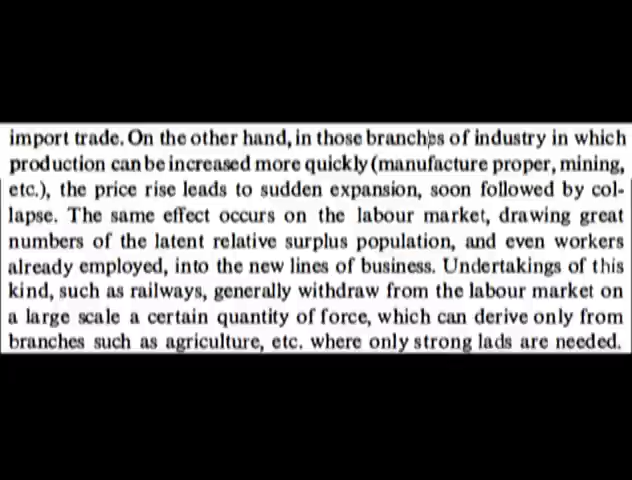 import trade. On the other hand, in those branches of industry in which
production can be increased more quickly (manufacture proper, mining,
etc.), the price rise leads to sudden expansion, soon followed by col-
lapse. The same effect occurs on the labour market, drawing great
numbers of the latent relative surplus population, and even workers
already employed, into the new lines of business. Undertakings of this
kind, such as railways, generally withdraw from the labour market on
a large scale a certain quantity of force, which can derive only from
branches such as agriculture, etc. where only strong lads are needed.